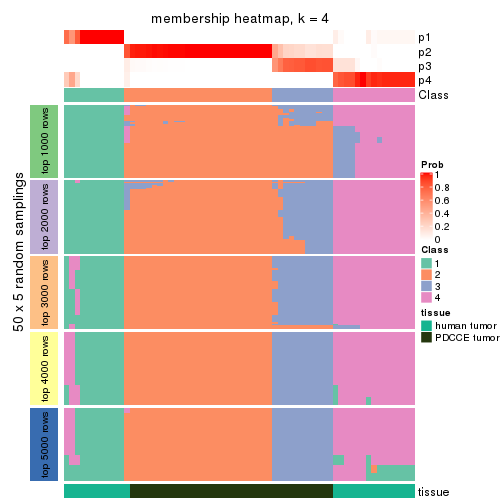 membership heatmap, k = 4
p1
p2
p3
p4
Class
50 x 5 random samplings
top 1000 rows
top 2000 rows
top 3000 rows
top 4000 rows
top 5000 rows
Prob
1
0.8
0.6
0.4
0.2
0
Class
1
2
3
4
tissue
human tumor
PDCCE tumor
tissue